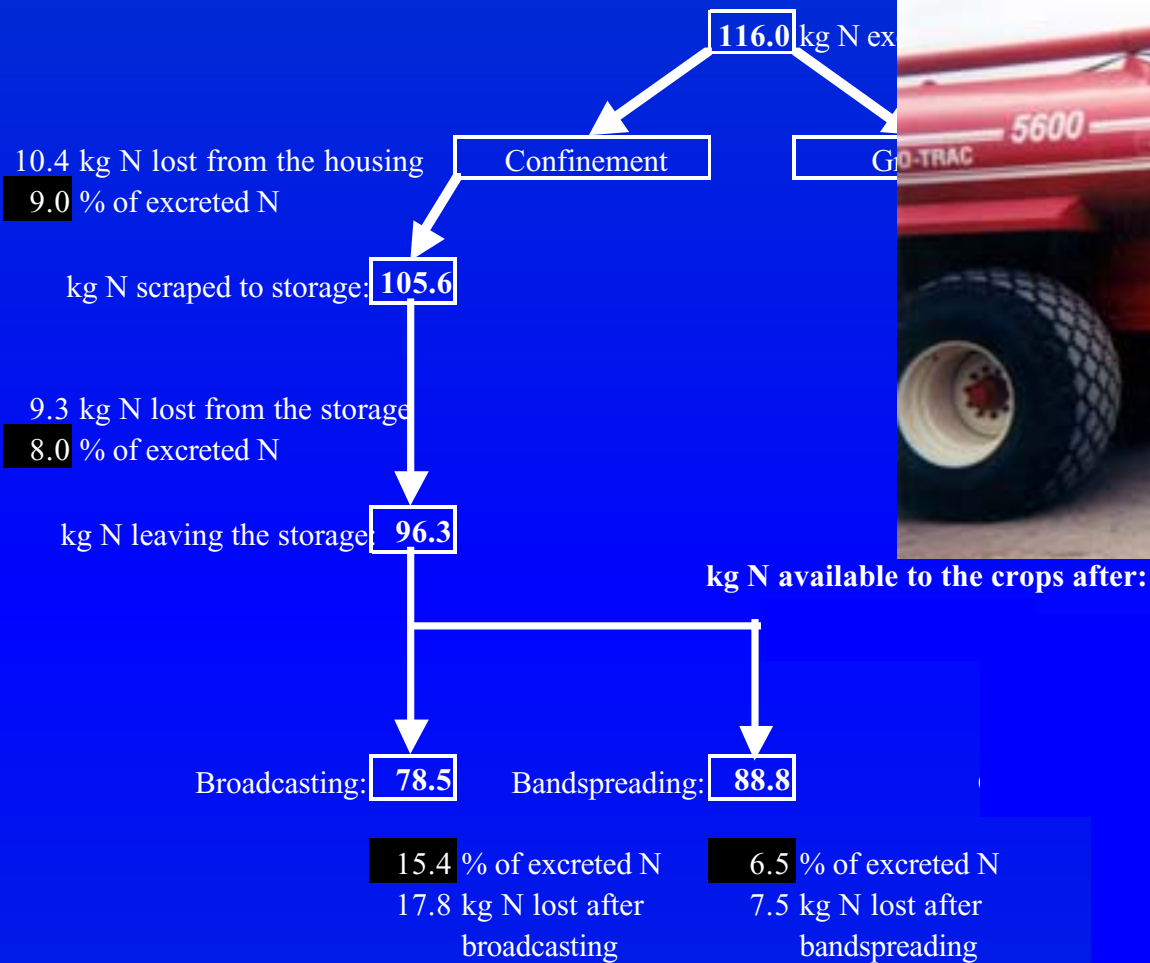 116.0 kg N
5600
O-TRAC
10.4 kg N lost from the housing
Confinement
9.0 % of excreted N
kg N scraped to storage: 105.6
9.3 kg N lost from the storage
8.0 % of excreted N
kg N leaving the storage: 96.3
kg N available to the crops after:
Broadcasting: 78.5 Bandspreading: 88.8
15.4 % of excreted N 6.5 % of excreted N
17.8 kg N lost after 7.5 kg N lost after
broadcasting bandspreading